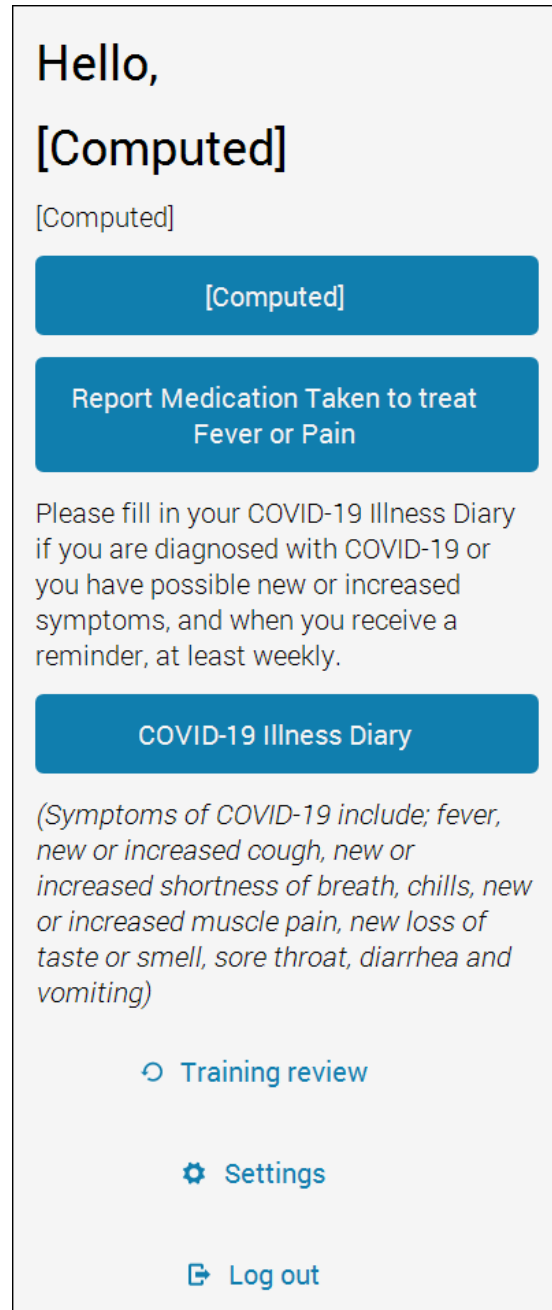 Hello,
[Computed]
[Computed]
[Computed]
Report Medication Taken to treat
Fever or Pain
Please fill in your COVID-19 Illness Diary
if you are diagnosed with COVID-19 or
you have possible new or increased
symptoms, and when you receive a
reminder, at least weekly.
COVID-19 Illness Diary
(Symptoms of COVID-19 include; fever,
new or increased cough, new or
increased shortness of breath, chills, new
or increased muscle pain, new loss of
taste or smell, sore throat, diarrhea and
vomiting)
Training review
Settings
Log out